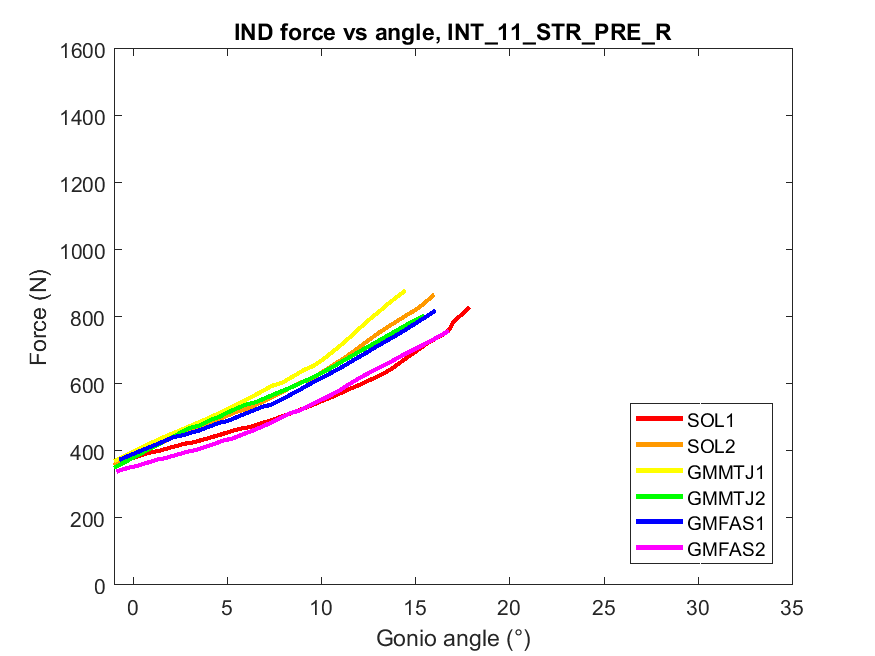 IND force vs angle, INT_11_STR_PRE_R
1600
1400
1200
1000
800
600
400
200
0
Force (N)
0 5 10 15 20 25 30 35
Gonio angle (°)
SOL1
SOL2
GMMTJ1
GMMTJ2
GMFAS1
GMFAS2